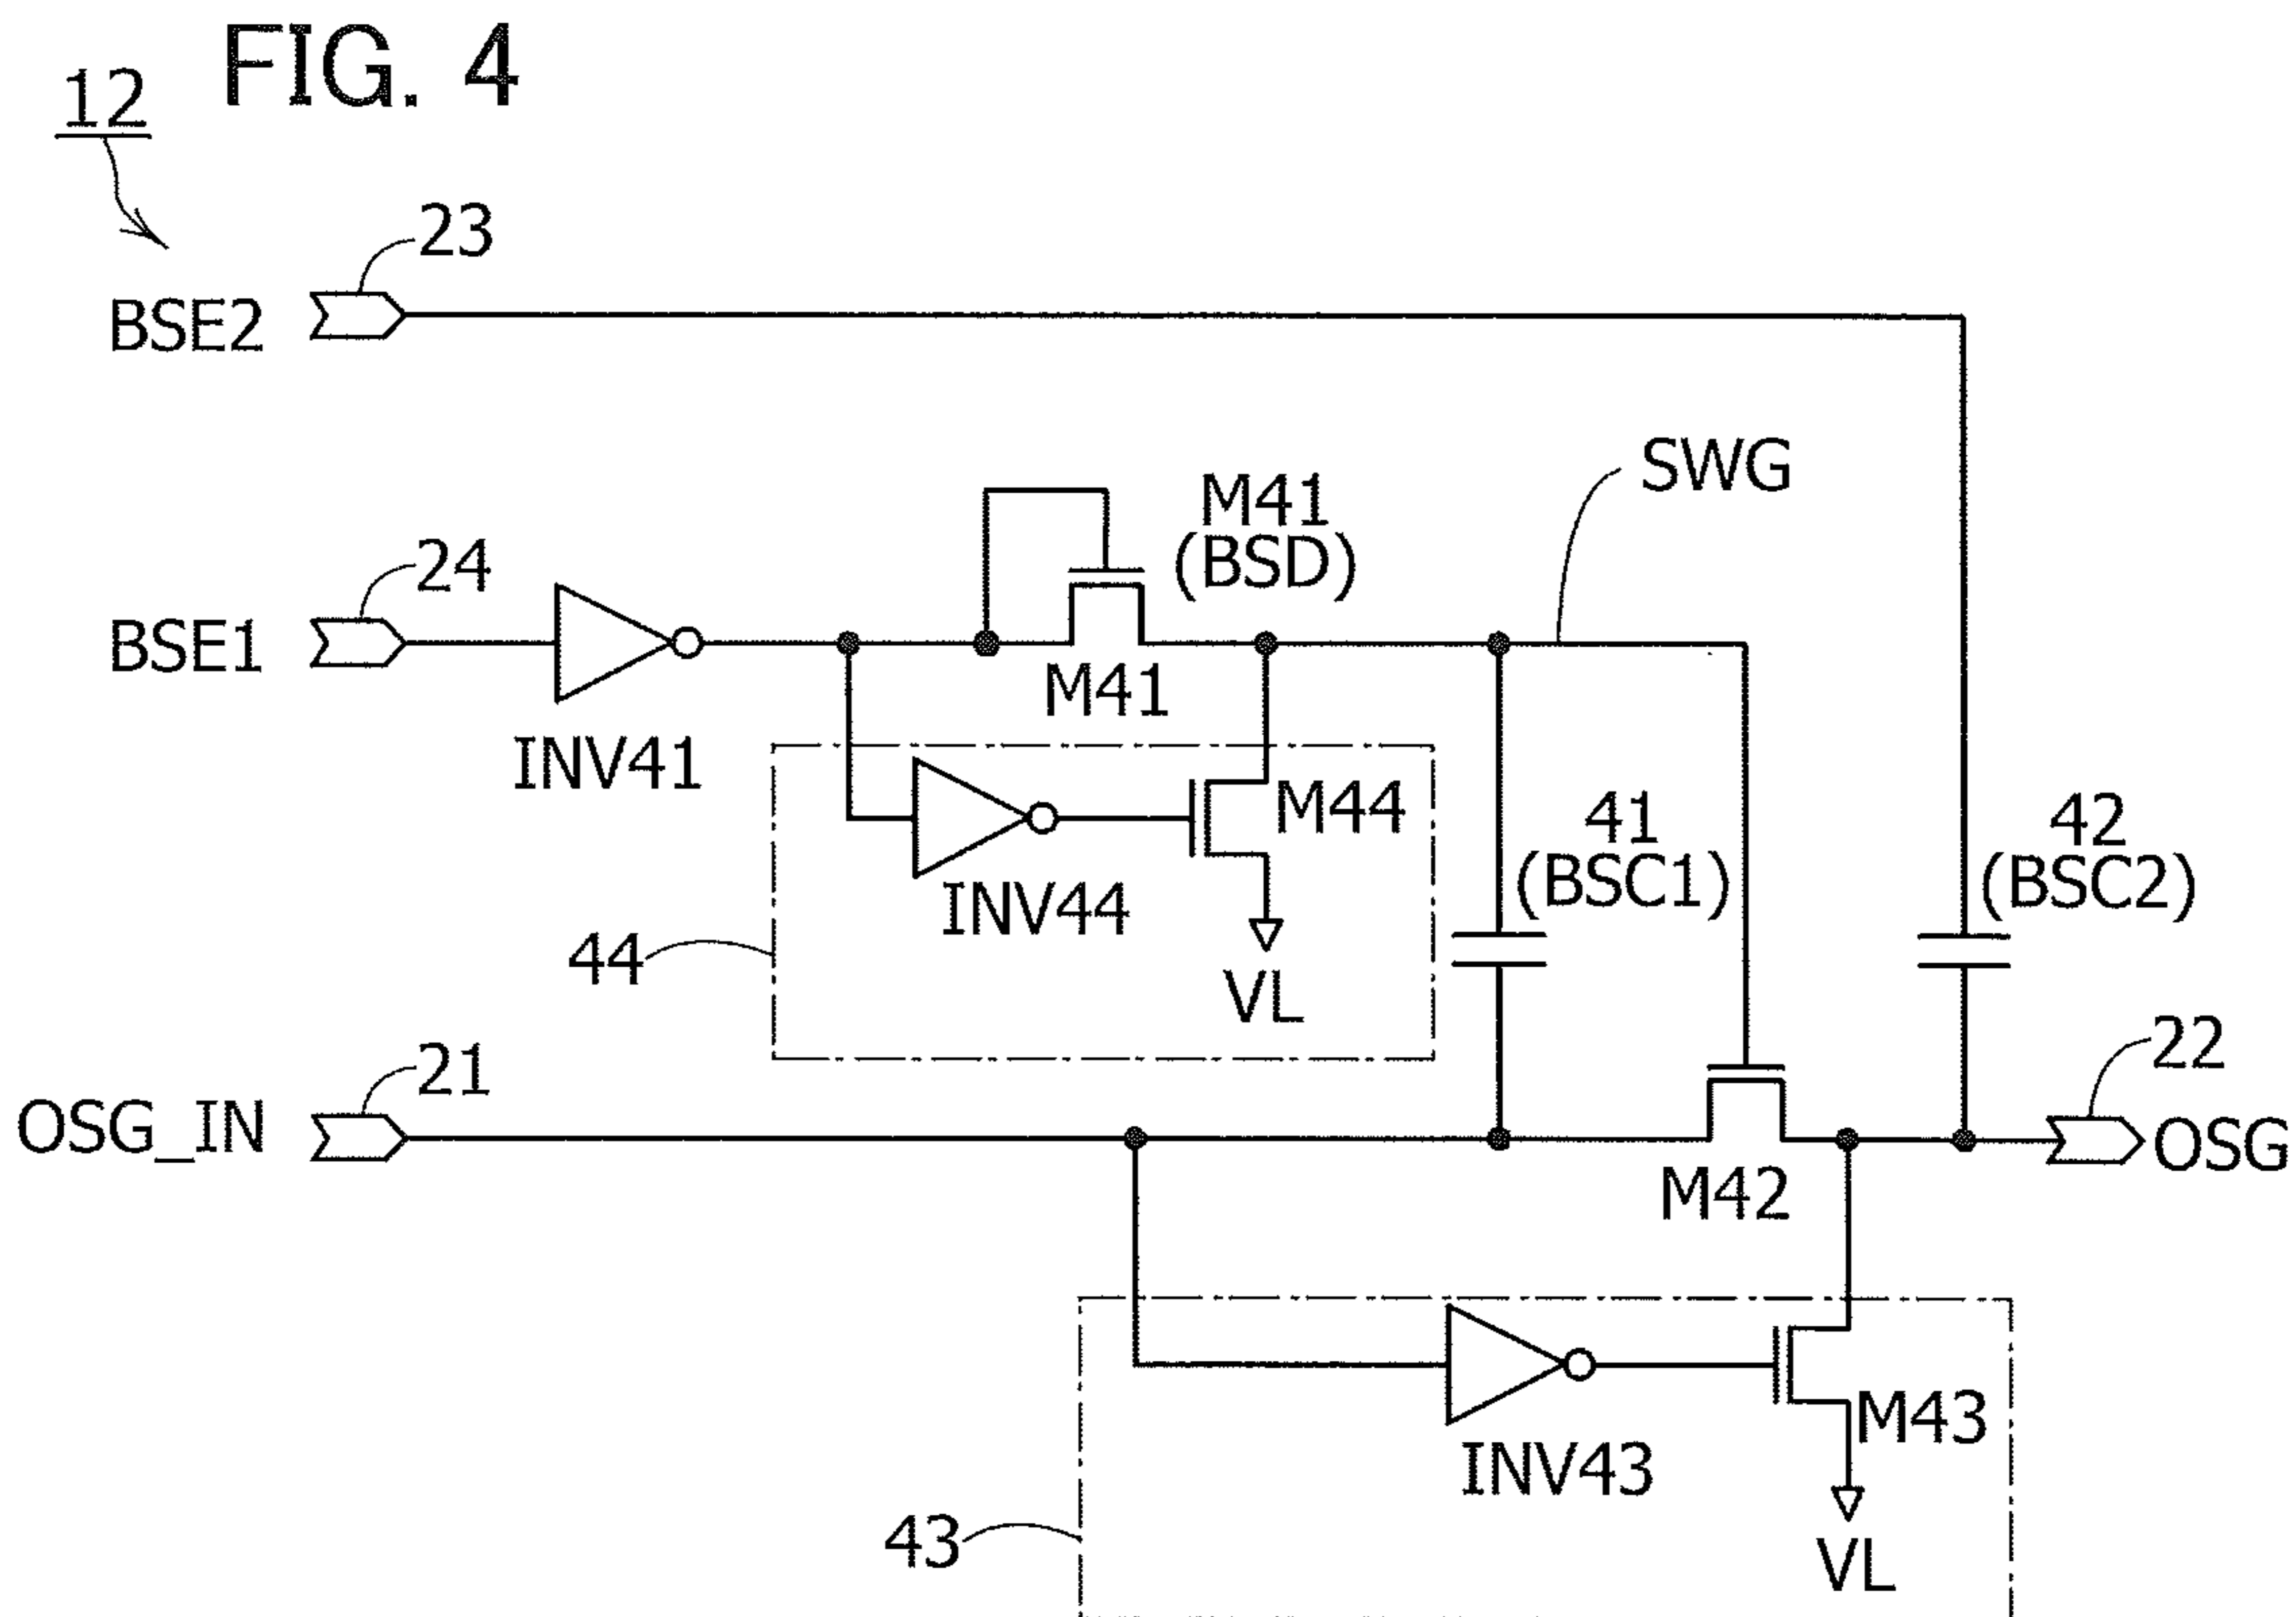 FIG. 4
12
23
BSE2
SWG
M41
(BSD)
24
BSE1
M41
INV41
M44
INV44
44
VL
41
(BSC1)
42
(BSC2)
21
OSG_IN
22
OSG
M42
M43
INV43
43
VL